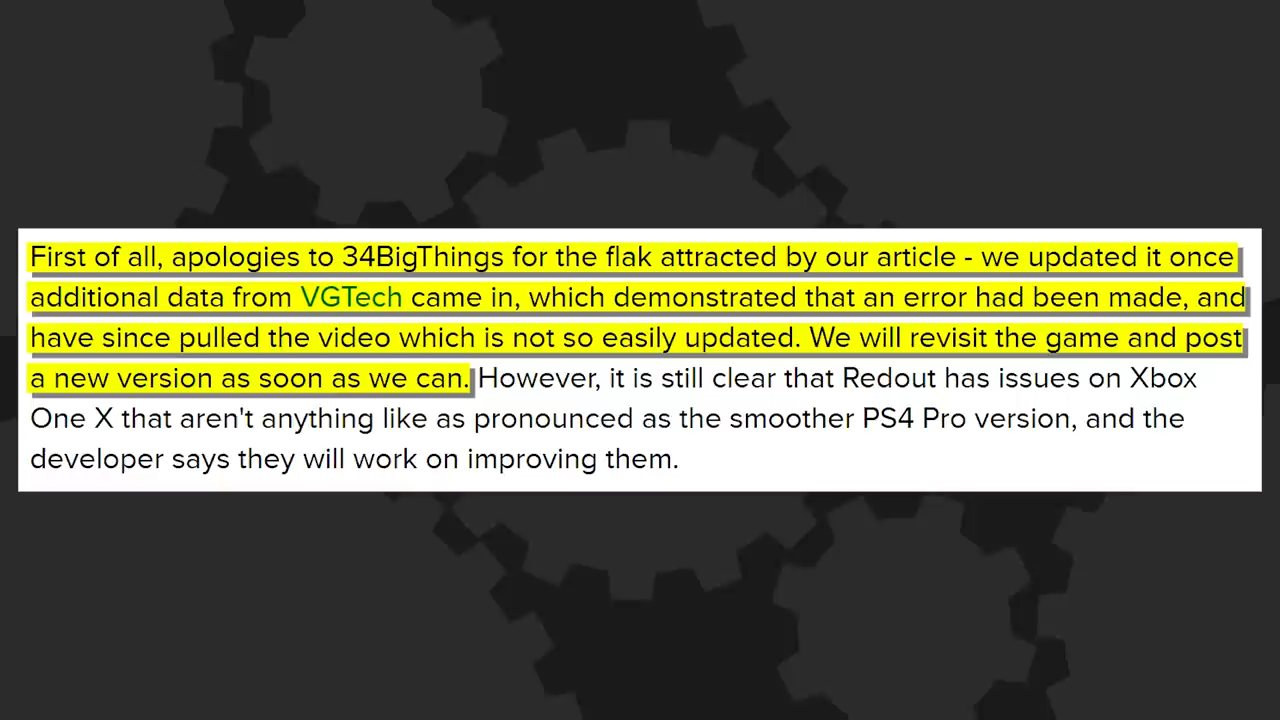 First of all, apologies to 34BigThings for the flak attracted by our article - we updated it once
additional data from VGTech came in, which demonstrated that an error had been made, and
have since pulled the video which is not so easily updated. We will revisit the game and post
a new version as soon as we can. However, it is still clear that Redout has issues on Xbox
One X that aren't anything like as pronounced as the smoother PS4 Pro version, and the
developer says they will work on improving them.